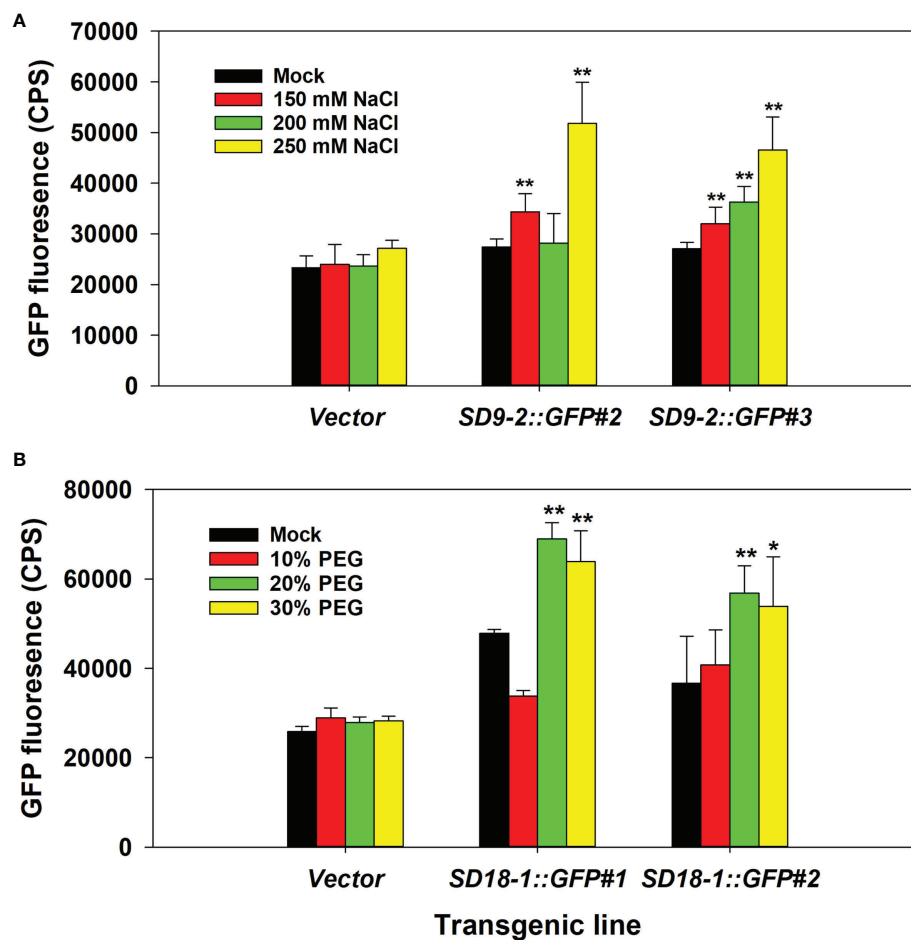 A
GFP fluoresence (CPS)
70000
60000
50000
40000
30000
20000
10000
0
Mock
150 mM NaCl
200 mM NaCl
250 mM NaCl
**
**
**
**
**
Vector
SD9-2::GFP#2
SD9-2::GFP#3
B
GFP fluoresence (CPS)
80000
60000
40000
20000
0
Mock
10% PEG
20% PEG
30% PEG
**
**
**
*
Vector
SD18-1::GFP#1
SD18-1::GFP#2
Transgenic line